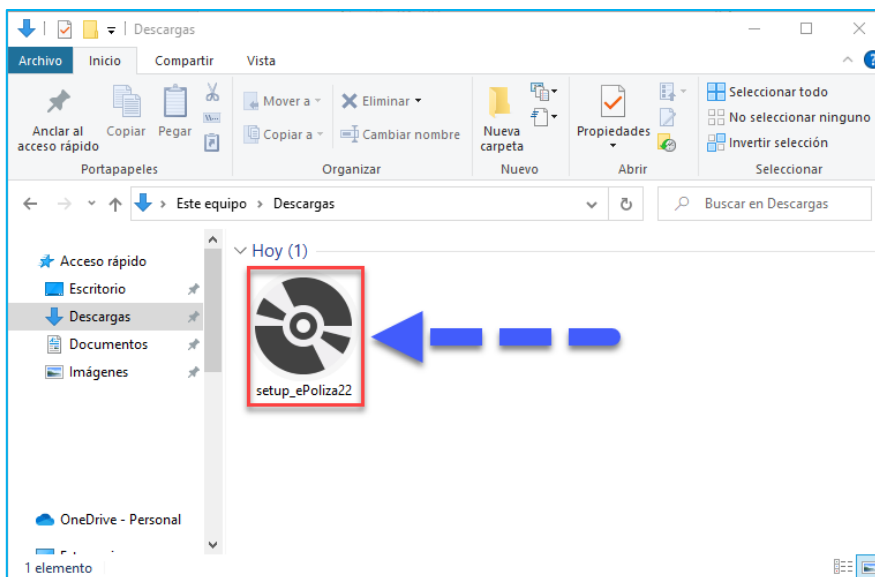 Descargas
Archivo Inicio Compartir Vista
Anclar al acceso rápido
Copiar
Pegar
Portapapeles
Mover a
Copiar a
Eliminar
Cambiar nombre
Organizar
Nueva carpeta
Nuevo
Propiedades
Abrir
Seleccionar todo
No seleccionar ninguno
Invertir selección
Seleccionar
Este equipo > Descargas
Buscar en Descargas
Acceso rápido
Escritorio
Descargas
Documentos
Imágenes
OneDrive - Personal
Hoy (1)
setup_ePoliza22
1 elemento